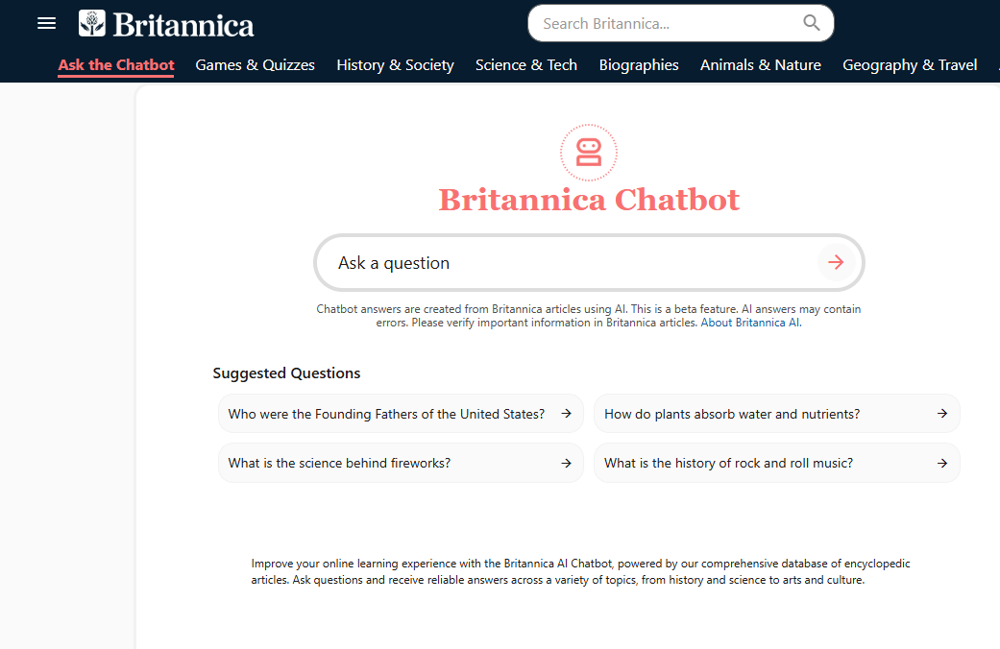 Britannica
Search Britannica...
Ask the Chatbot Games & Quizzes History & Society Science & Tech Biographies Animals & Nature Geography & Travel
Britannica Chatbot
Ask a question
Chatbot answers are created from Britannica articles using AI. This is a beta feature. AI answers may contain
errors. Please verify important information in Britannica articles. About Britannica AI.
Suggested Questions
Who were the Founding Fathers of the United States?
How do plants absorb water and nutrients?
What is the science behind fireworks?
What is the history of rock and roll music?
Improve your online learning experience with the Britannica AI Chatbot, powered by our comprehensive database of encyclopedic
articles. Ask questions and receive reliable answers across a variety of topics, from history and science to arts and culture.